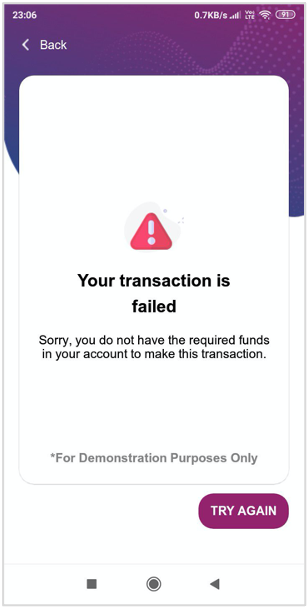 23:06 0.7KB/s Vo) LTE 91
Back
Your transaction is
failed
Sorry, you do not have the required funds
in your account to make this transaction.
*For Demonstration Purposes Only
TRY AGAIN